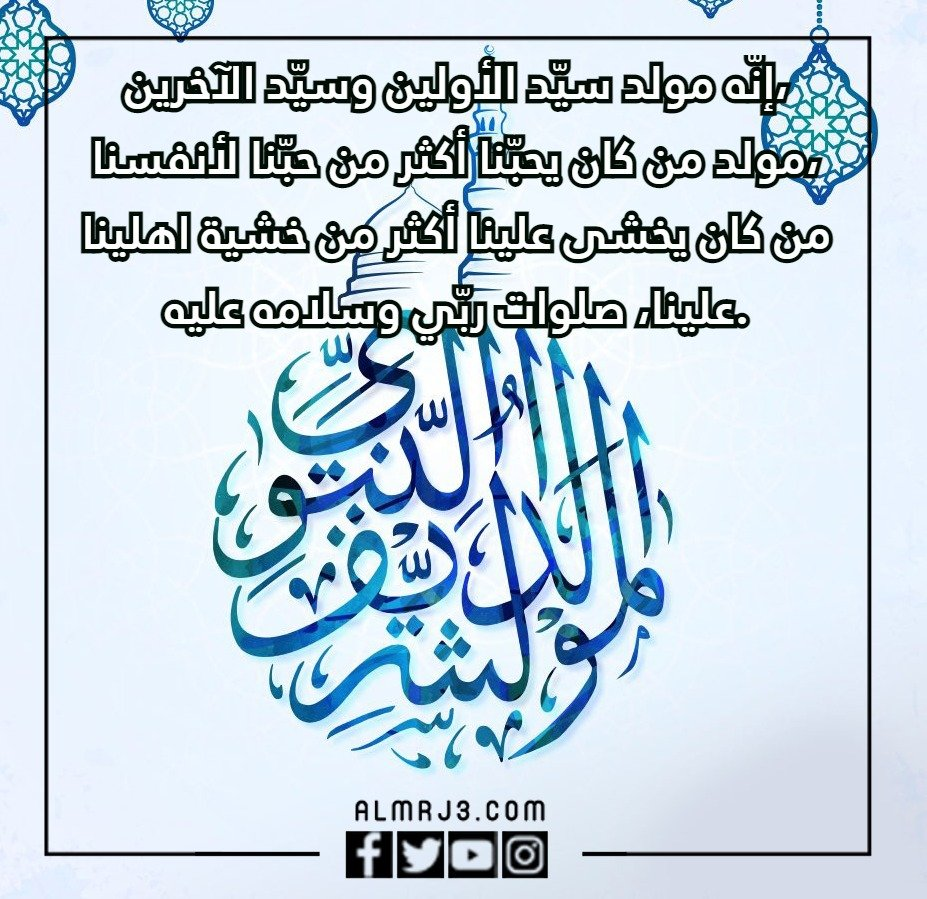 إنّه مولد سيّد الأولين وسيّد الآخرين،
مولد من كان يحبّنا أكثر من حبّنا لأنفسنا،
من كان يخشى علينا أكثر من خشية اهلينا
علينا، صلوات ربّي وسلامه عليه.
المولد النبوي الشريف
ALMRJ3.COM